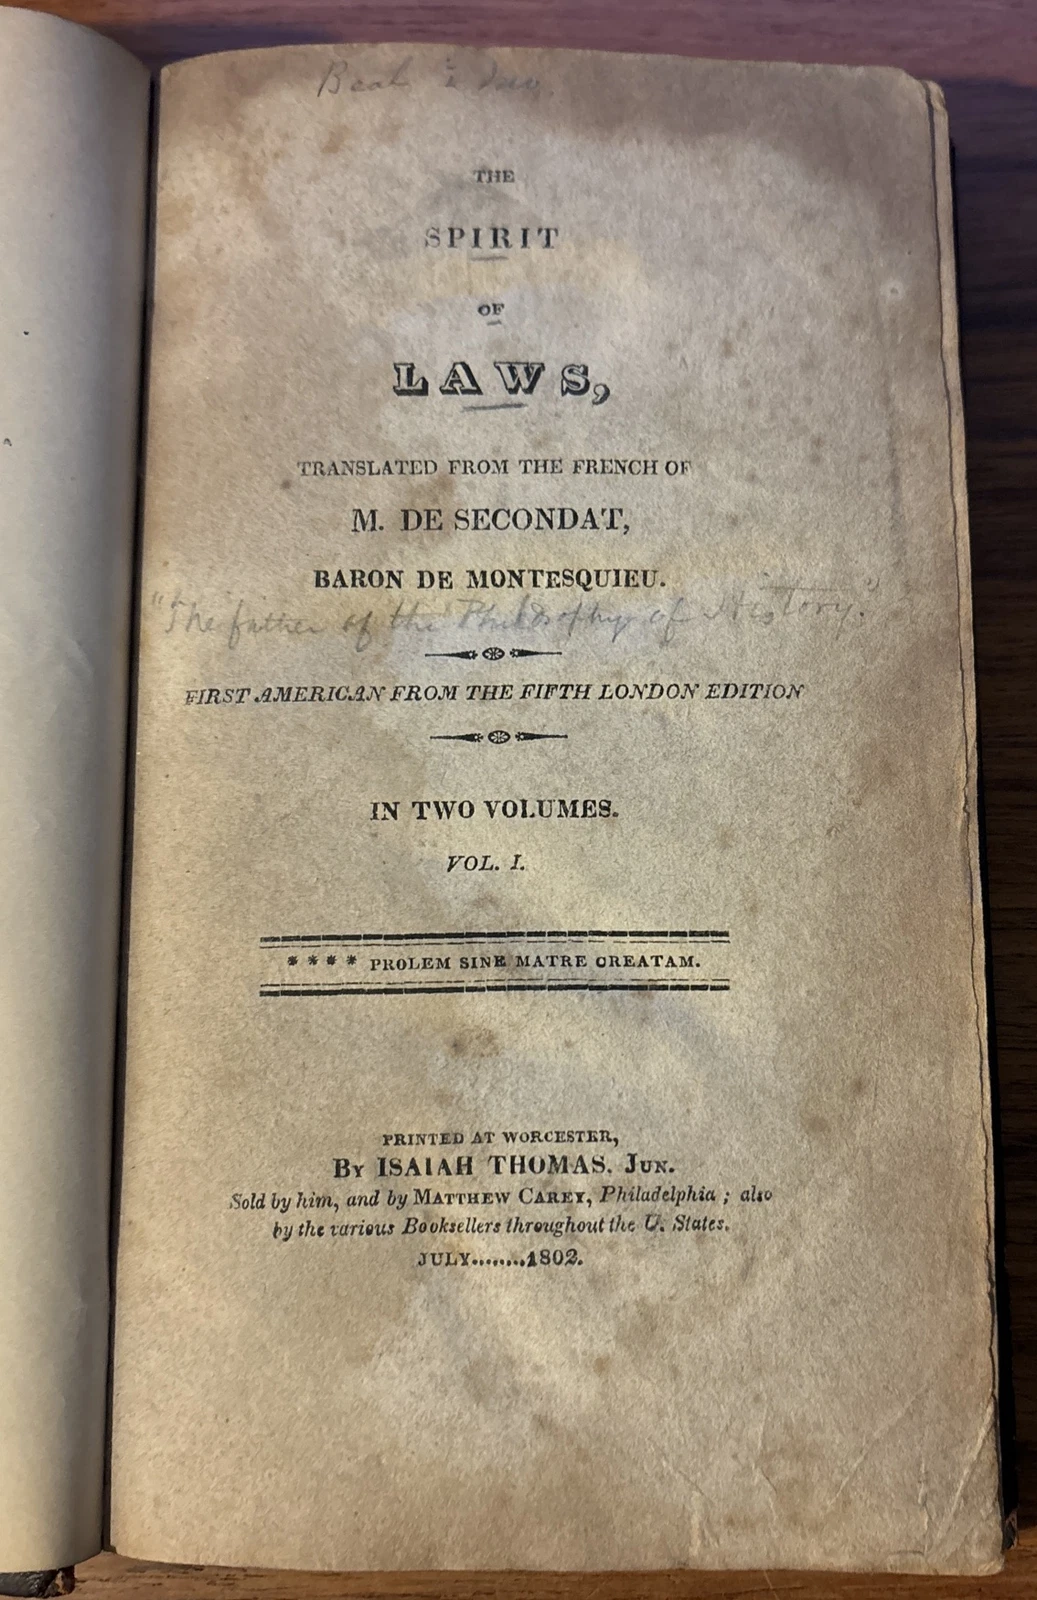 THE
SPIRIT
OF
LAWS,
TRANSLATED FROM THE FRENCH OF
M. DE SECONDAT,
BARON DE MONTESQUIEU.
"The father of the Philosophy of History."
FIRST AMERICAN FROM THE FIFTH LONDON EDITION
IN TWO VOLUMES.
VOL. I.
* * * * PROLEM SINE MATRE CREATAM.
PRINTED AT WORCESTER,
BY ISAIAH THOMAS, JUN.
Sold by him, and by MATTHEW CAREY, Philadelphia ; also
by the various Booksellers throughout the U. States.
JULY........1802.